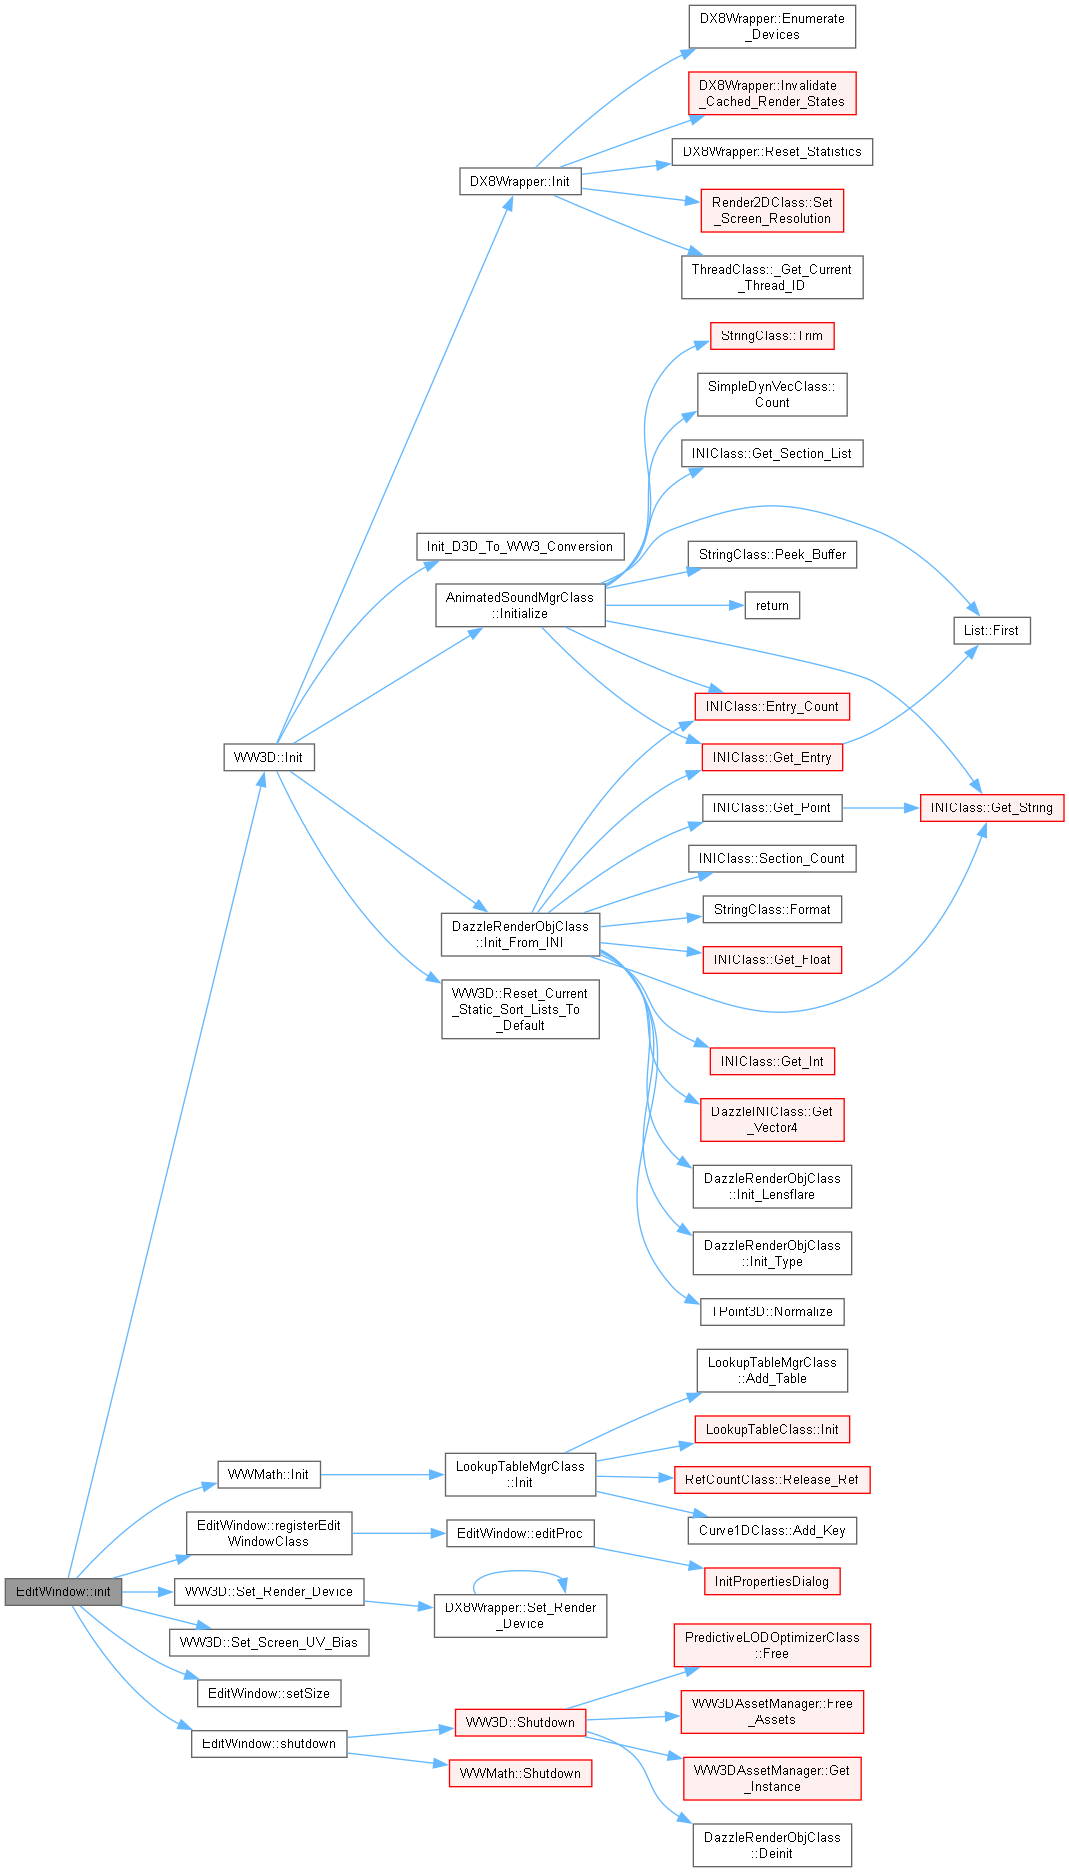 DX8Wrapper::Enumerate
_Devices
DX8Wrapper::Invalidate
_Cached_Render_States
DX8Wrapper::Reset_Statistics
DX8Wrapper::Init
Render2DClass::Set
_Screen_Resolution
ThreadClass::_Get_Current
_Thread_ID
StringClass::Trim
SimpleDynVecClass::
Count
INIClass::Get_Section_List
Init_D3D_To_WW3_Conversion
StringClass::Peek_Buffer
AnimatedSoundMgrClass
::Initialize
return
List::First
INIClass::Entry_Count
WW3D::Init
INIClass::Get_Entry
INIClass::Get_Point
INIClass::Get_String
INIClass::Section_Count
StringClass::Format
DazzleRenderObjClass
::Init_From_INI
INIClass::Get_Float
WW3D::Reset_Current
_Static_Sort_Lists_To
_Default
INIClass::Get_Int
DazzleINIClass::Get
_Vector4
DazzleRenderObjClass
::Init_Lensflare
DazzleRenderObjClass
::Init_Type
TPoint3D::Normalize
LookupTableMgrClass
::Add_Table
LookupTableClass::Init
WWMath::Init
LookupTableMgrClass
::Init
RefCountClass::Release_Ref
EditWindow::registerEdit
WindowClass
EditWindow::editProc
Curve1DClass::Add_Key
InitPropertiesDialog
EditWindow::init
WW3D::Set_Render_Device
DX8Wrapper::Set_Render
_Device
WW3D::Set_Screen_UV_Bias
PredictiveLODOptimizerClass
::Free
EditWindow::setSize
WW3D::Shutdown
WW3DAssetManager::Free
_Assets
EditWindow::shutdown
WWMath::Shutdown
WW3DAssetManager::Get
_Instance
DazzleRenderObjClass
::Deinit